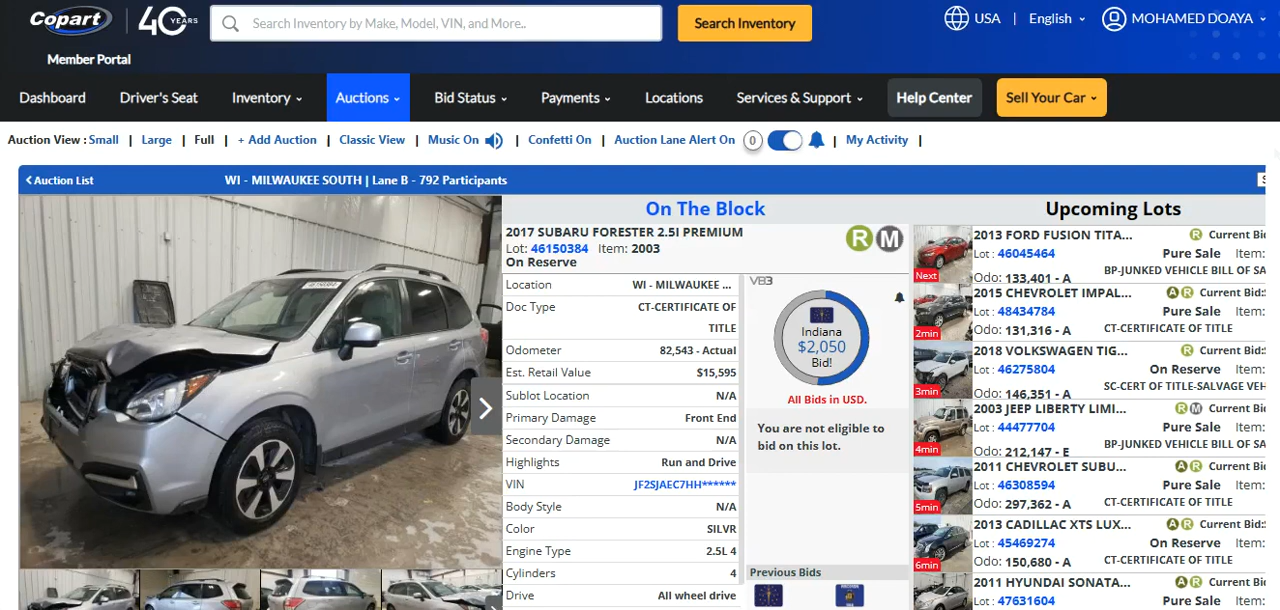 Copart 40 YEARS
Search Inventory by Make, Model, VIN, and More..
Search Inventory
USA | English
MOHAMED DOAYA
Member Portal
Dashboard Driver's Seat Inventory Auctions Bid Status Payments Locations Services & Support Help Center Sell Your Car
Auction View : Small | Large | Full | + Add Auction | Classic View | Music On | Confetti On | Auction Lane Alert On 0 | My Activity |
Auction List
WI - MILWAUKEE SOUTH | Lane B - 792 Participants
On The Block
2017 SUBARU FORESTER 2.5I PREMIUM
R M
Lot: 46150384 Item: 2003
On Reserve
Location WI - MILWAUKEE ...
Doc Type CT-CERTIFICATE OF
TITLE
Odometer 82,543 - Actual
Est. Retail Value $15,595
Sublot Location N/A
Primary Damage Front End
Secondary Damage N/A
Highlights Run and Drive
VIN JF2SJAEC7HH******
Body Style N/A
Color SILVR
Engine Type 2.5L 4
Cylinders 4
Drive All wheel drive
VB3
Indiana
$2,050
Bid!
All Bids in USD.
You are not eligible to
bid on this lot.
Previous Bids
Upcoming Lots
2013 FORD FUSION TITA... R Current Bi
Lot : 46045464 Pure Sale Item:
Next
BP-JUNKED VEHICLE BILL OF SA
Odo: 133,401 - A
2015 CHEVROLET IMPAL... A R Current Bid:
Lot : 48434784 Pure Sale Item:
2min
Odo: 131,316 - A CT-CERTIFICATE OF TITLE
2018 VOLKSWAGEN TIG... R Current Bid:
Lot : 46275804 On Reserve Item:
3min
SC-CERT OF TITLE-SALVAGE VEH
Odo: 146,351 - A
2003 JEEP LIBERTY LIMI... R M Current Bi
Lot : 44477704 Pure Sale Item:
4min
BP-JUNKED VEHICLE BILL OF SA
Odo: 212,147 - E
2011 CHEVROLET SUBU... A R Current Bi
Lot : 46308594 Pure Sale Item:
5min
Odo: 297,362 - A CT-CERTIFICATE OF TITLE
2013 CADILLAC XTS LUX... A R Current Bi
Lot : 45469274 On Reserve Item:
6min
Odo: 150,680 - A CT-CERTIFICATE OF TITLE
2011 HYUNDAI SONATA... A R Current Bi
Lot : 47631604 Pure Sale Item: